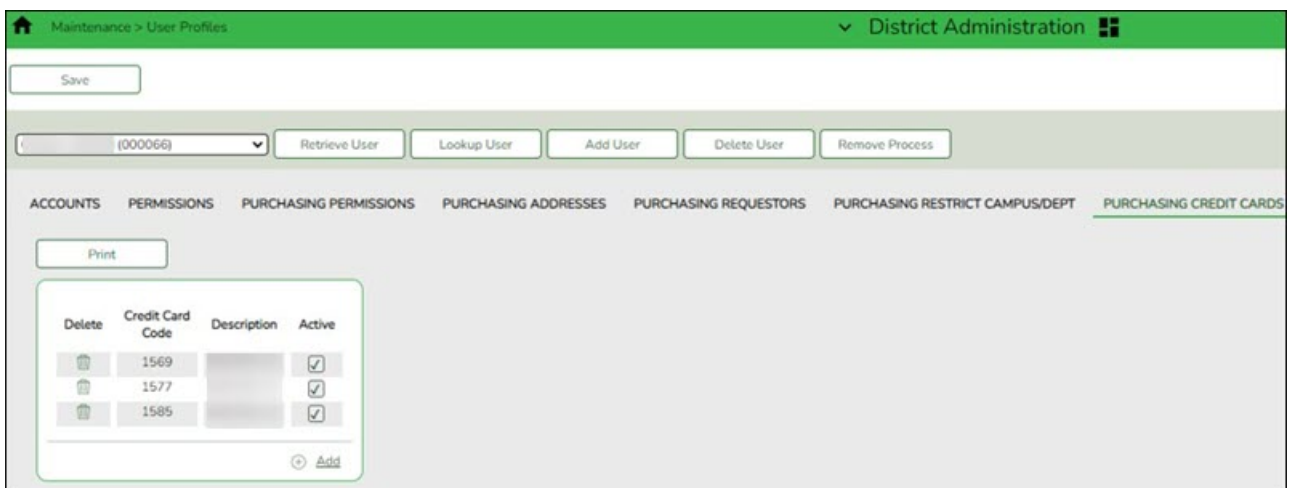 Maintenance > User Profiles District Administration
Save
(000066) Retrieve User Lookup User Add User Delete User Remove Process
ACCOUNTS PERMISSIONS PURCHASING PERMISSIONS PURCHASING ADDRESSES PURCHASING REQUESTORS PURCHASING RESTRICT CAMPUS/DEPT PURCHASING CREDIT CARDS
Print
Delete Credit Card Code Description Active
1569
1577
1585
Add